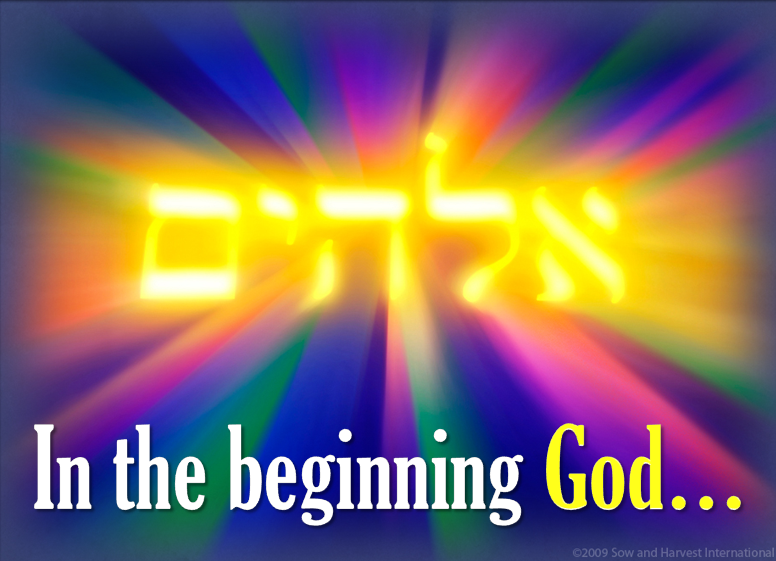 אלהים
In the beginning God...
©2009 Sow and Harvest International